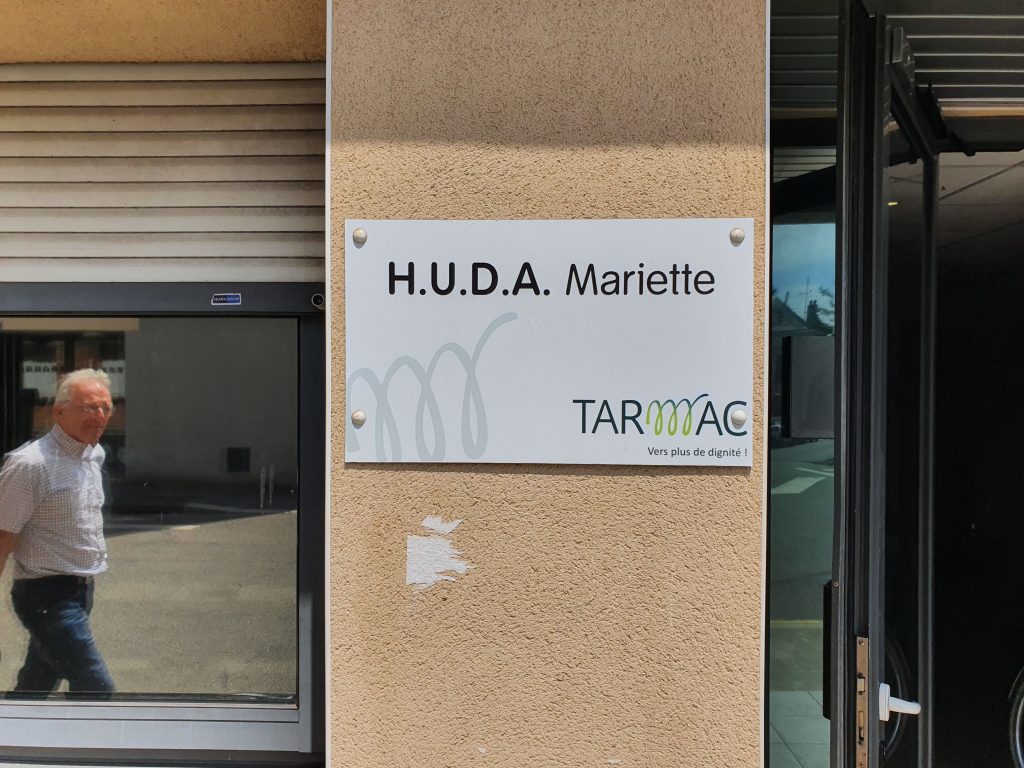 H.U.D.A. Mariette
TARMAC
Vers plus de dignité !